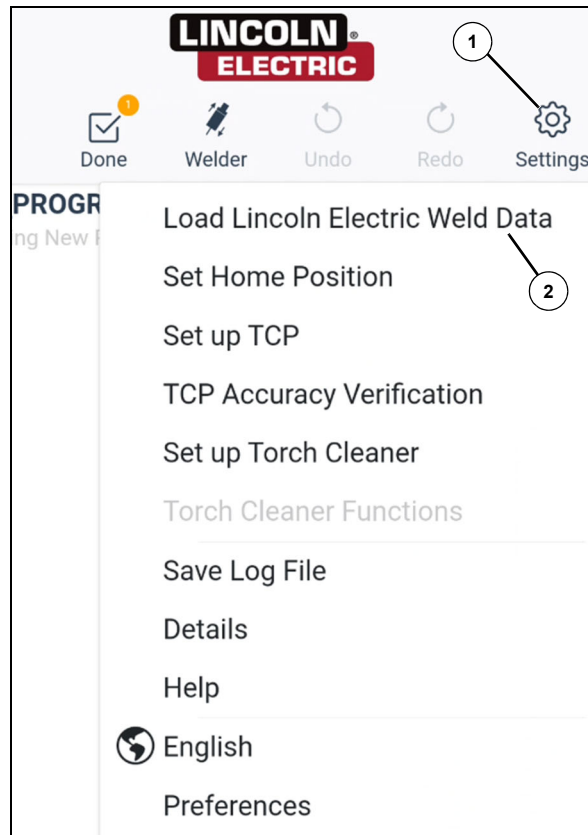 LINCOLN ®
ELECTRIC
1
1
Done Welder Undo Redo Settings
PROGR
ng New
Load Lincoln Electric Weld Data
Set Home Position
2
Set up TCP
TCP Accuracy Verification
Set up Torch Cleaner
Torch Cleaner Functions
Save Log File
Details
Help
English
Preferences